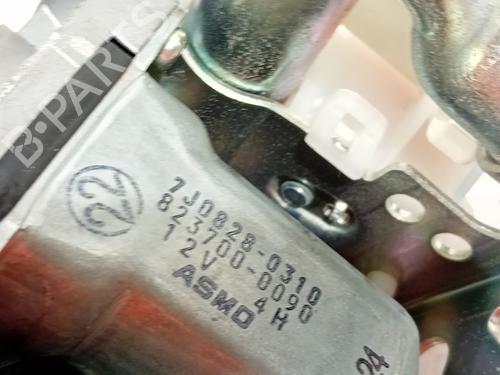 B-PARTS
22
7J0828-0310
823700-0090
12V 4H
ASMO
24